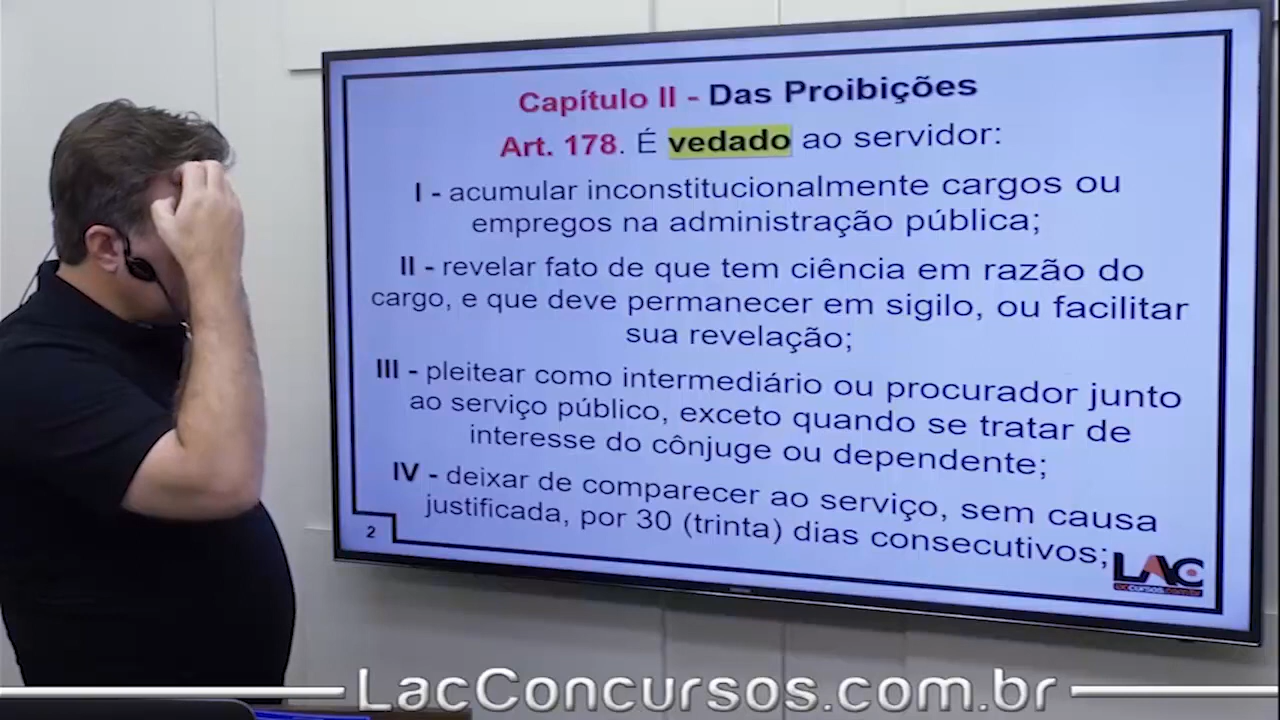 Capítulo II - Das Proibições
Art. 178. É vedado ao servidor:
I - acumular inconstitucionalmente cargos ou
empregos na administração pública;
II - revelar fato de que tem ciência em razão do
cargo, e que deve permanecer em sigilo, ou facilitar
sua revelação;
III - pleitear como intermediário ou procurador junto
ao serviço público, exceto quando se tratar de
interesse do cônjuge ou dependente;
IV - deixar de comparecer ao serviço, sem causa
justificada, por 30 (trinta) dias consecutivos;
2
LAC
lacconcursos.com.br
LacConcursos.com.br